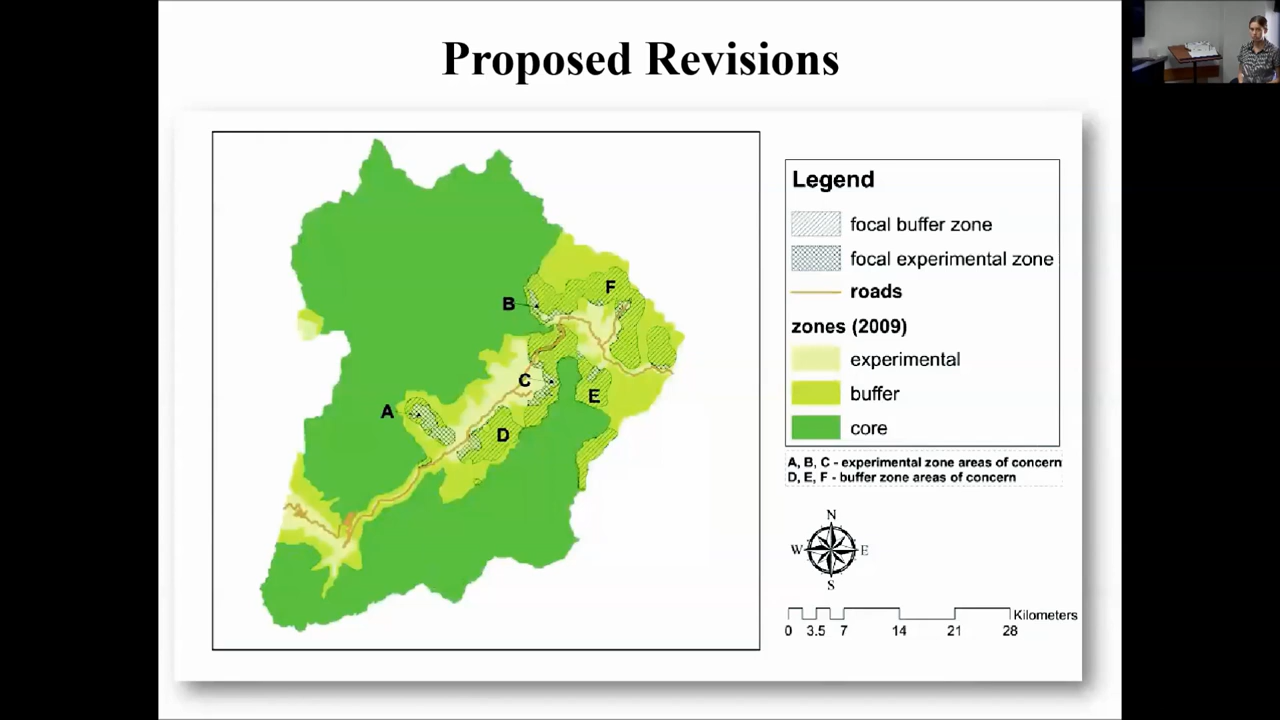 Proposed Revisions
B
F
C
E
A
D
Legend
focal buffer zone
focal experimental zone
roads
zones (2009)
experimental
buffer
core
A, B, C - experimental zone areas of concern
D, E, F - buffer zone areas of concern
N
W E
S
Kilometers
0 3.5 7 14 21 28